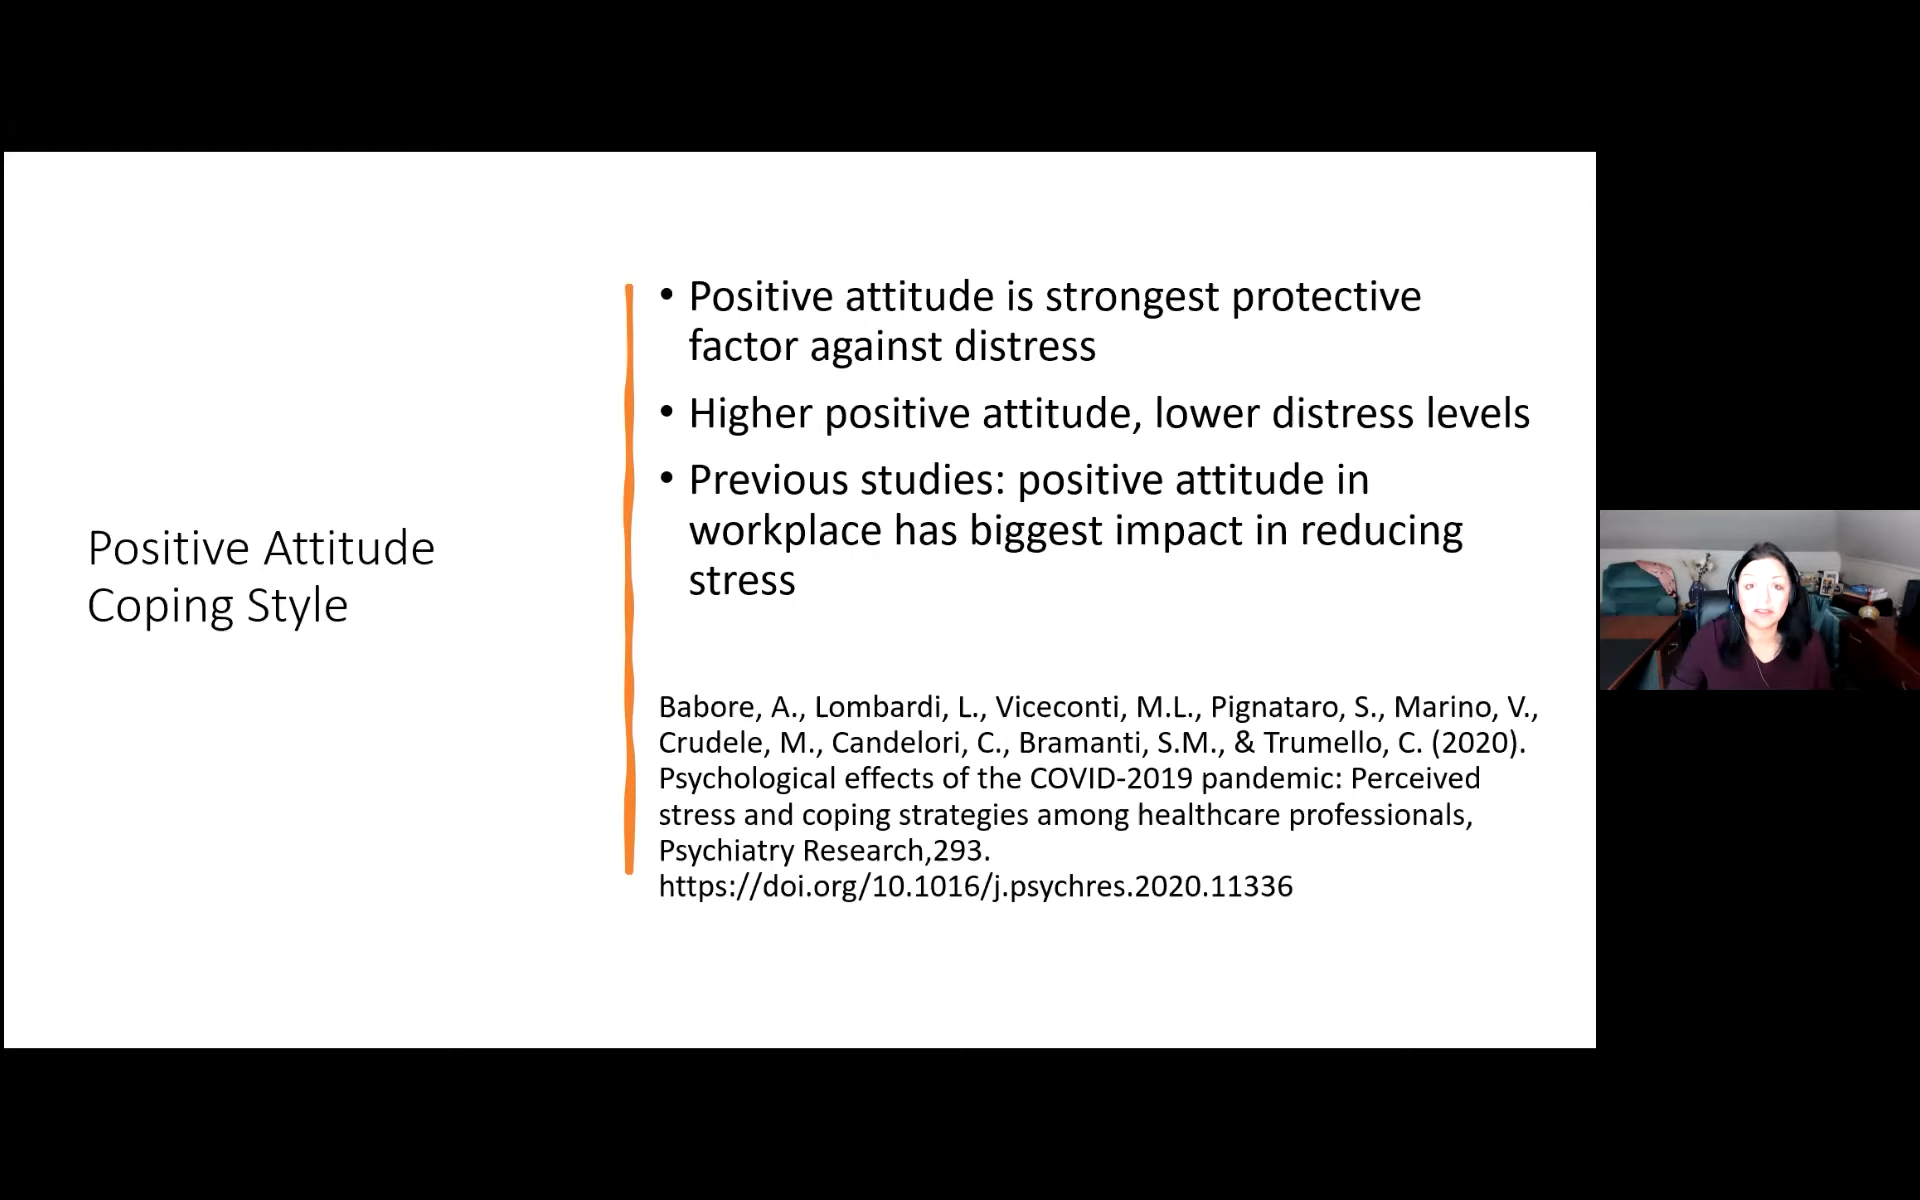 Positive Attitude
Coping Style
• Positive attitude is strongest protective
factor against distress
• Higher positive attitude, lower distress levels
• Previous studies: positive attitude in
workplace has biggest impact in reducing
stress
Babore, A., Lombardi, L., Viceconti, M.L., Pignataro, S., Marino, V.,
Crudele, M., Candelori, C., Bramanti, S.M., & Trumello, C. (2020).
Psychological effects of the COVID-2019 pandemic: Perceived
stress and coping strategies among healthcare professionals,
Psychiatry Research,293.
https://doi.org/10.1016/j.psychres.2020.11336